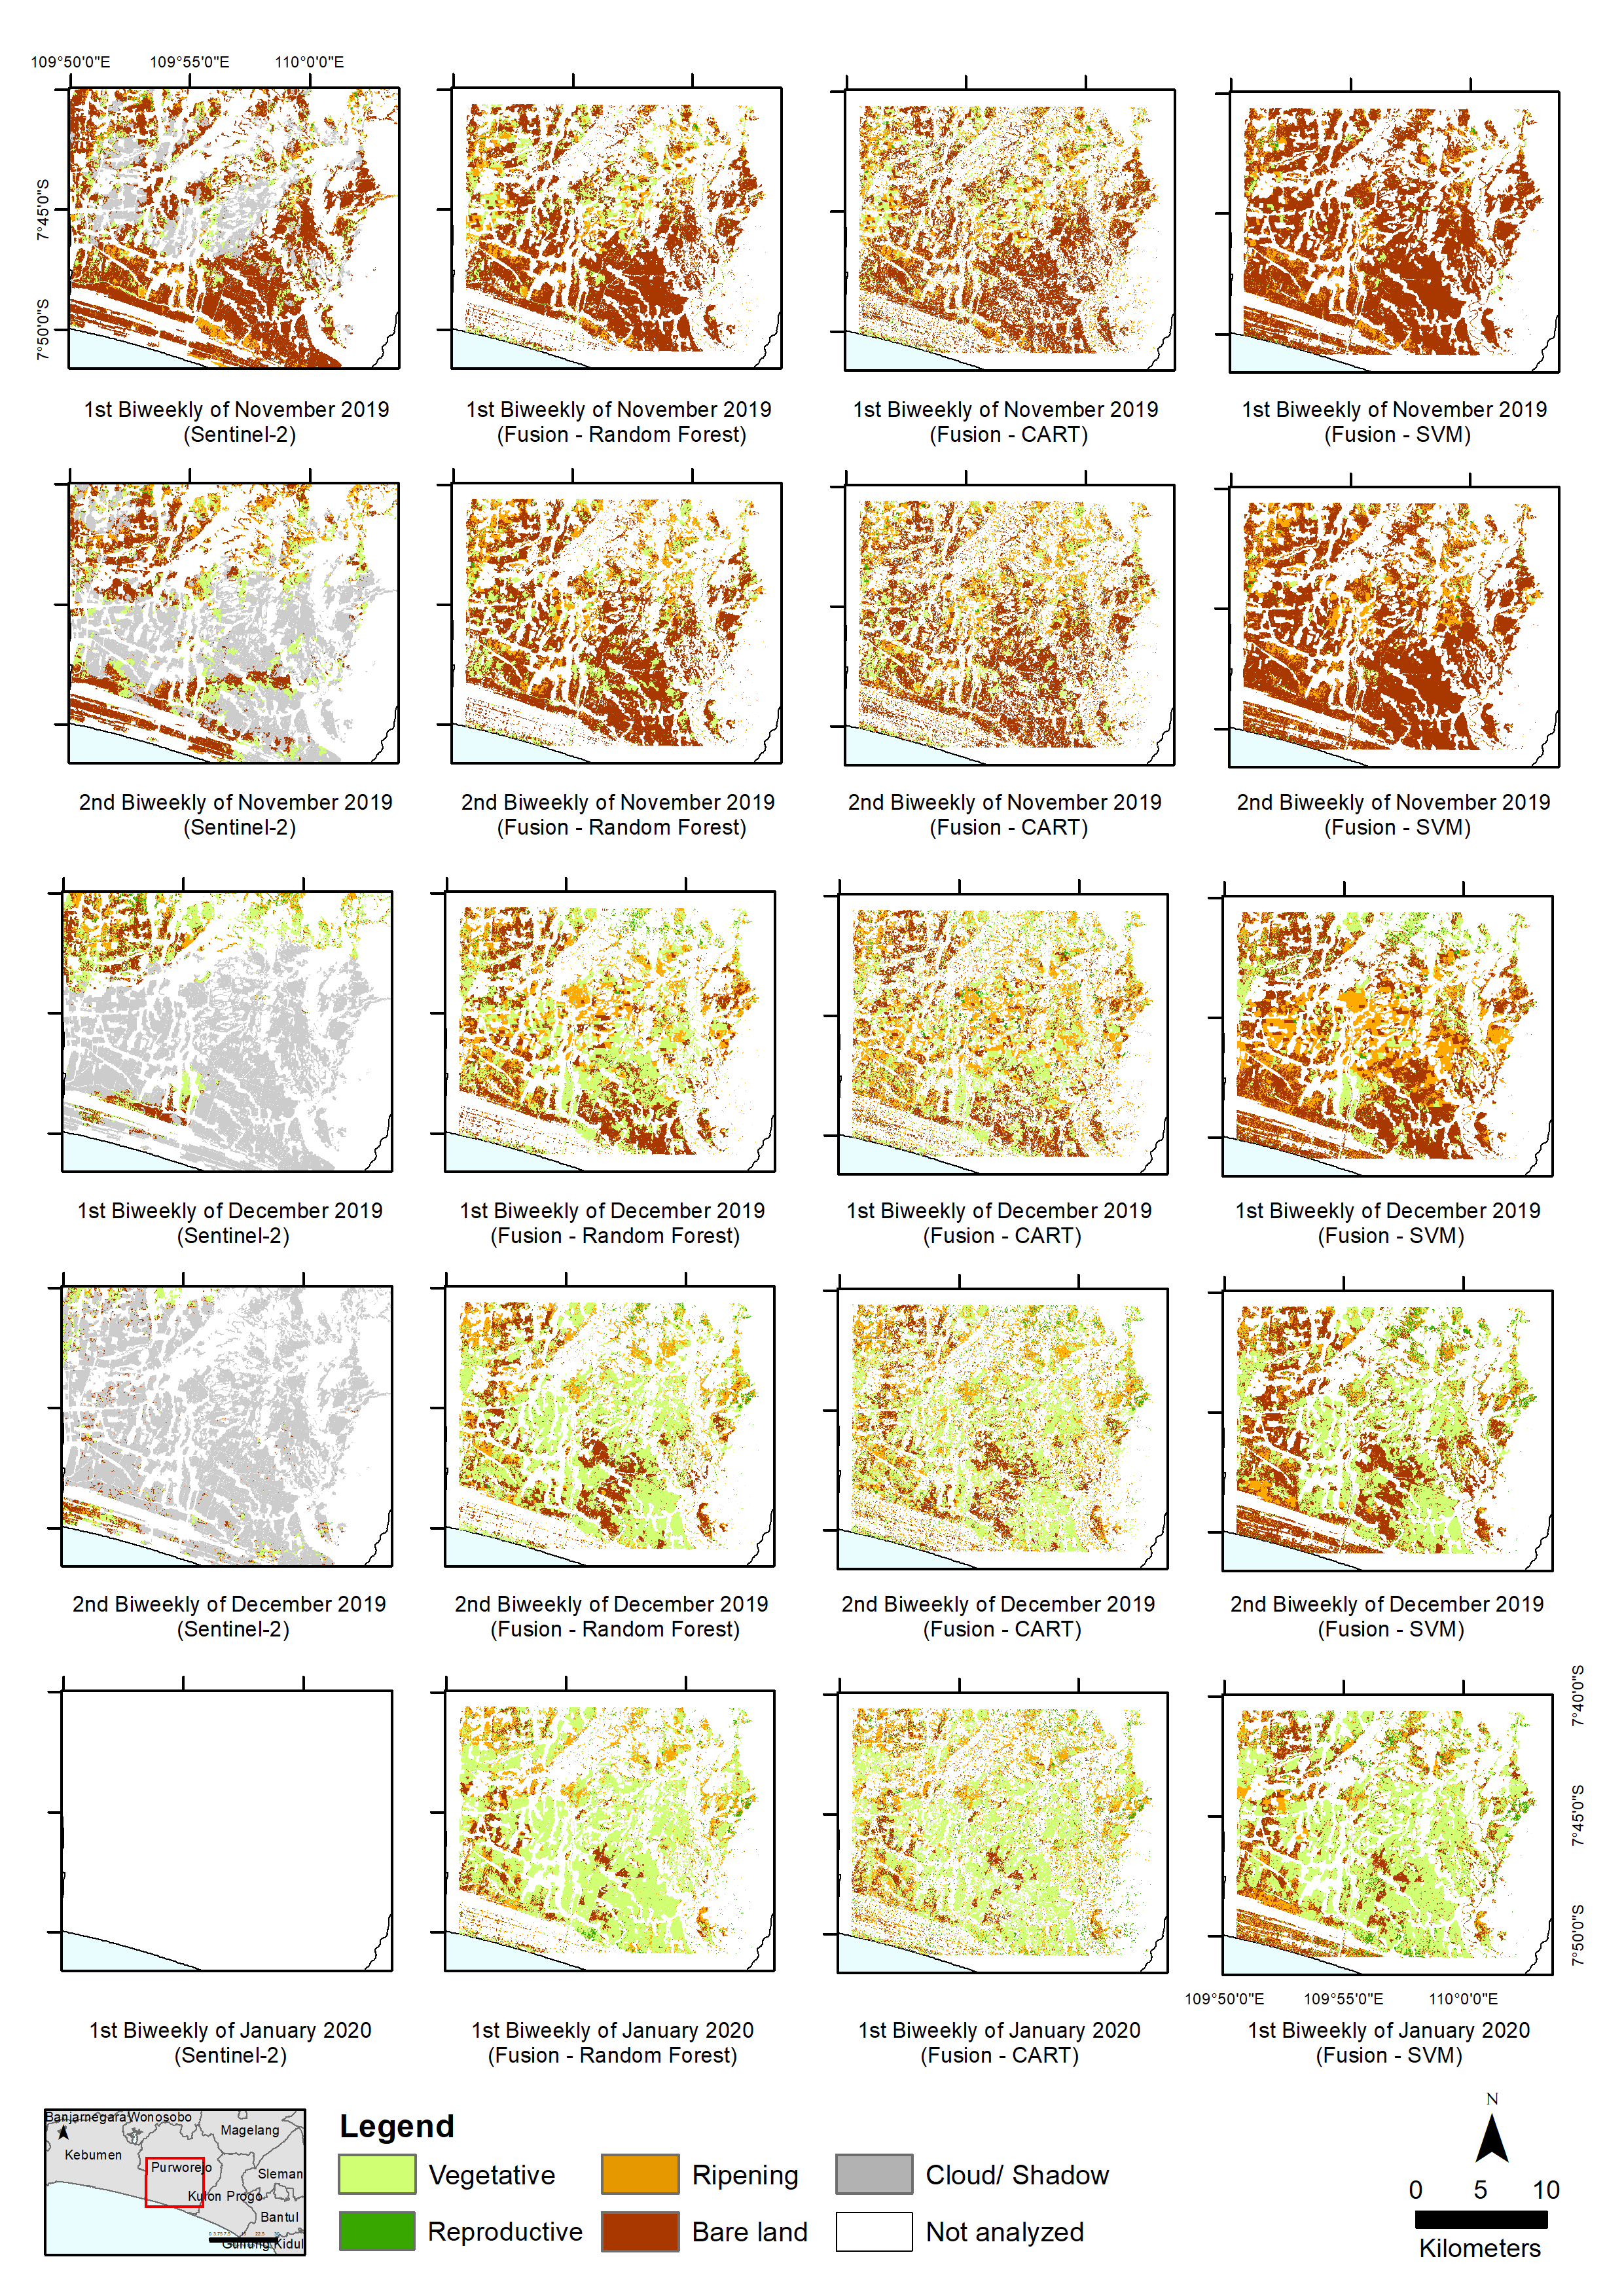 109°50'0"E 109°55'0"E 110°0'0"E
7°45'0"S
7°50'0"S
1st Biweekly of November 2019 (Sentinel-2)
1st Biweekly of November 2019 (Fusion - Random Forest)
1st Biweekly of November 2019 (Fusion - CART)
1st Biweekly of November 2019 (Fusion - SVM)
2nd Biweekly of November 2019 (Sentinel-2)
2nd Biweekly of November 2019 (Fusion - Random Forest)
2nd Biweekly of November 2019 (Fusion - CART)
2nd Biweekly of November 2019 (Fusion - SVM)
1st Biweekly of December 2019 (Sentinel-2)
1st Biweekly of December 2019 (Fusion - Random Forest)
1st Biweekly of December 2019 (Fusion - CART)
1st Biweekly of December 2019 (Fusion - SVM)
2nd Biweekly of December 2019 (Sentinel-2)
2nd Biweekly of December 2019 (Fusion - Random Forest)
2nd Biweekly of December 2019 (Fusion - CART)
2nd Biweekly of December 2019 (Fusion - SVM)
7°40'0"S
7°45'0"S
7°50'0"S
109°50'0"E 109°55'0"E 110°0'0"E
1st Biweekly of January 2020 (Sentinel-2)
1st Biweekly of January 2020 (Fusion - Random Forest)
1st Biweekly of January 2020 (Fusion - CART)
1st Biweekly of January 2020 (Fusion - SVM)
Banjarnegara Wonosobo
Magelang
Kebumen
Purworejo
Sleman
Kulon Progo
Bantul
Gunung Kidul
Legend
Vegetative
Ripening
Cloud/ Shadow
Reproductive
Bare land
Not analyzed
N
0 5 10
Kilometers